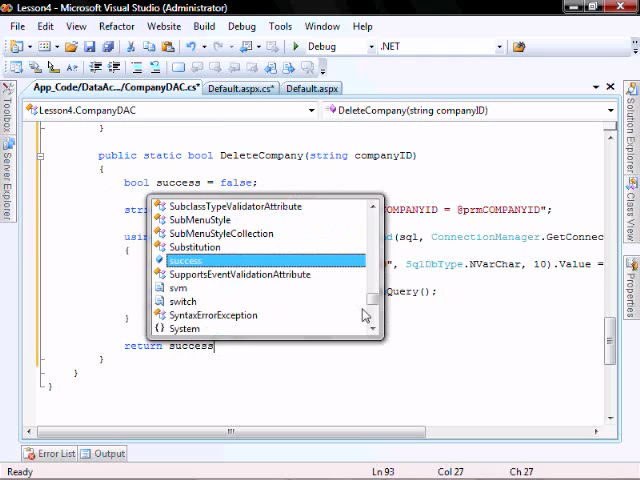 Lesson4 - Microsoft Visual Studio (Administrator)
File Edit View Refactor Website Build Debug Tools Window Help
Debug .NET
App_Code/DataAc.../CompanyDAC.cs* Default.aspx.cs* Default.aspx
Lesson4.CompanyDAC DeleteCompany(string companyID)
}
public static bool DeleteCompany(string companyID)
{
bool success = false;
SubclassTypeValidatorAttribute
stri COMPANYID = @prmCOMPANYID";
SubMenuStyle
SubMenuStyleCollection
usin d(sql, ConnectionManager.GetConnec
Substitution
{
success
", SqlDbType.NVarChar, 10).Value =
SupportsEventValidationAttribute
svm
Query();
switch
SyntaxErrorException
}
System
return success
}
}
}
Toolbox
Server Explorer
Solution Explorer
Class View
Properties
Error List Output
Ready Ln 93 Col 27 Ch 27